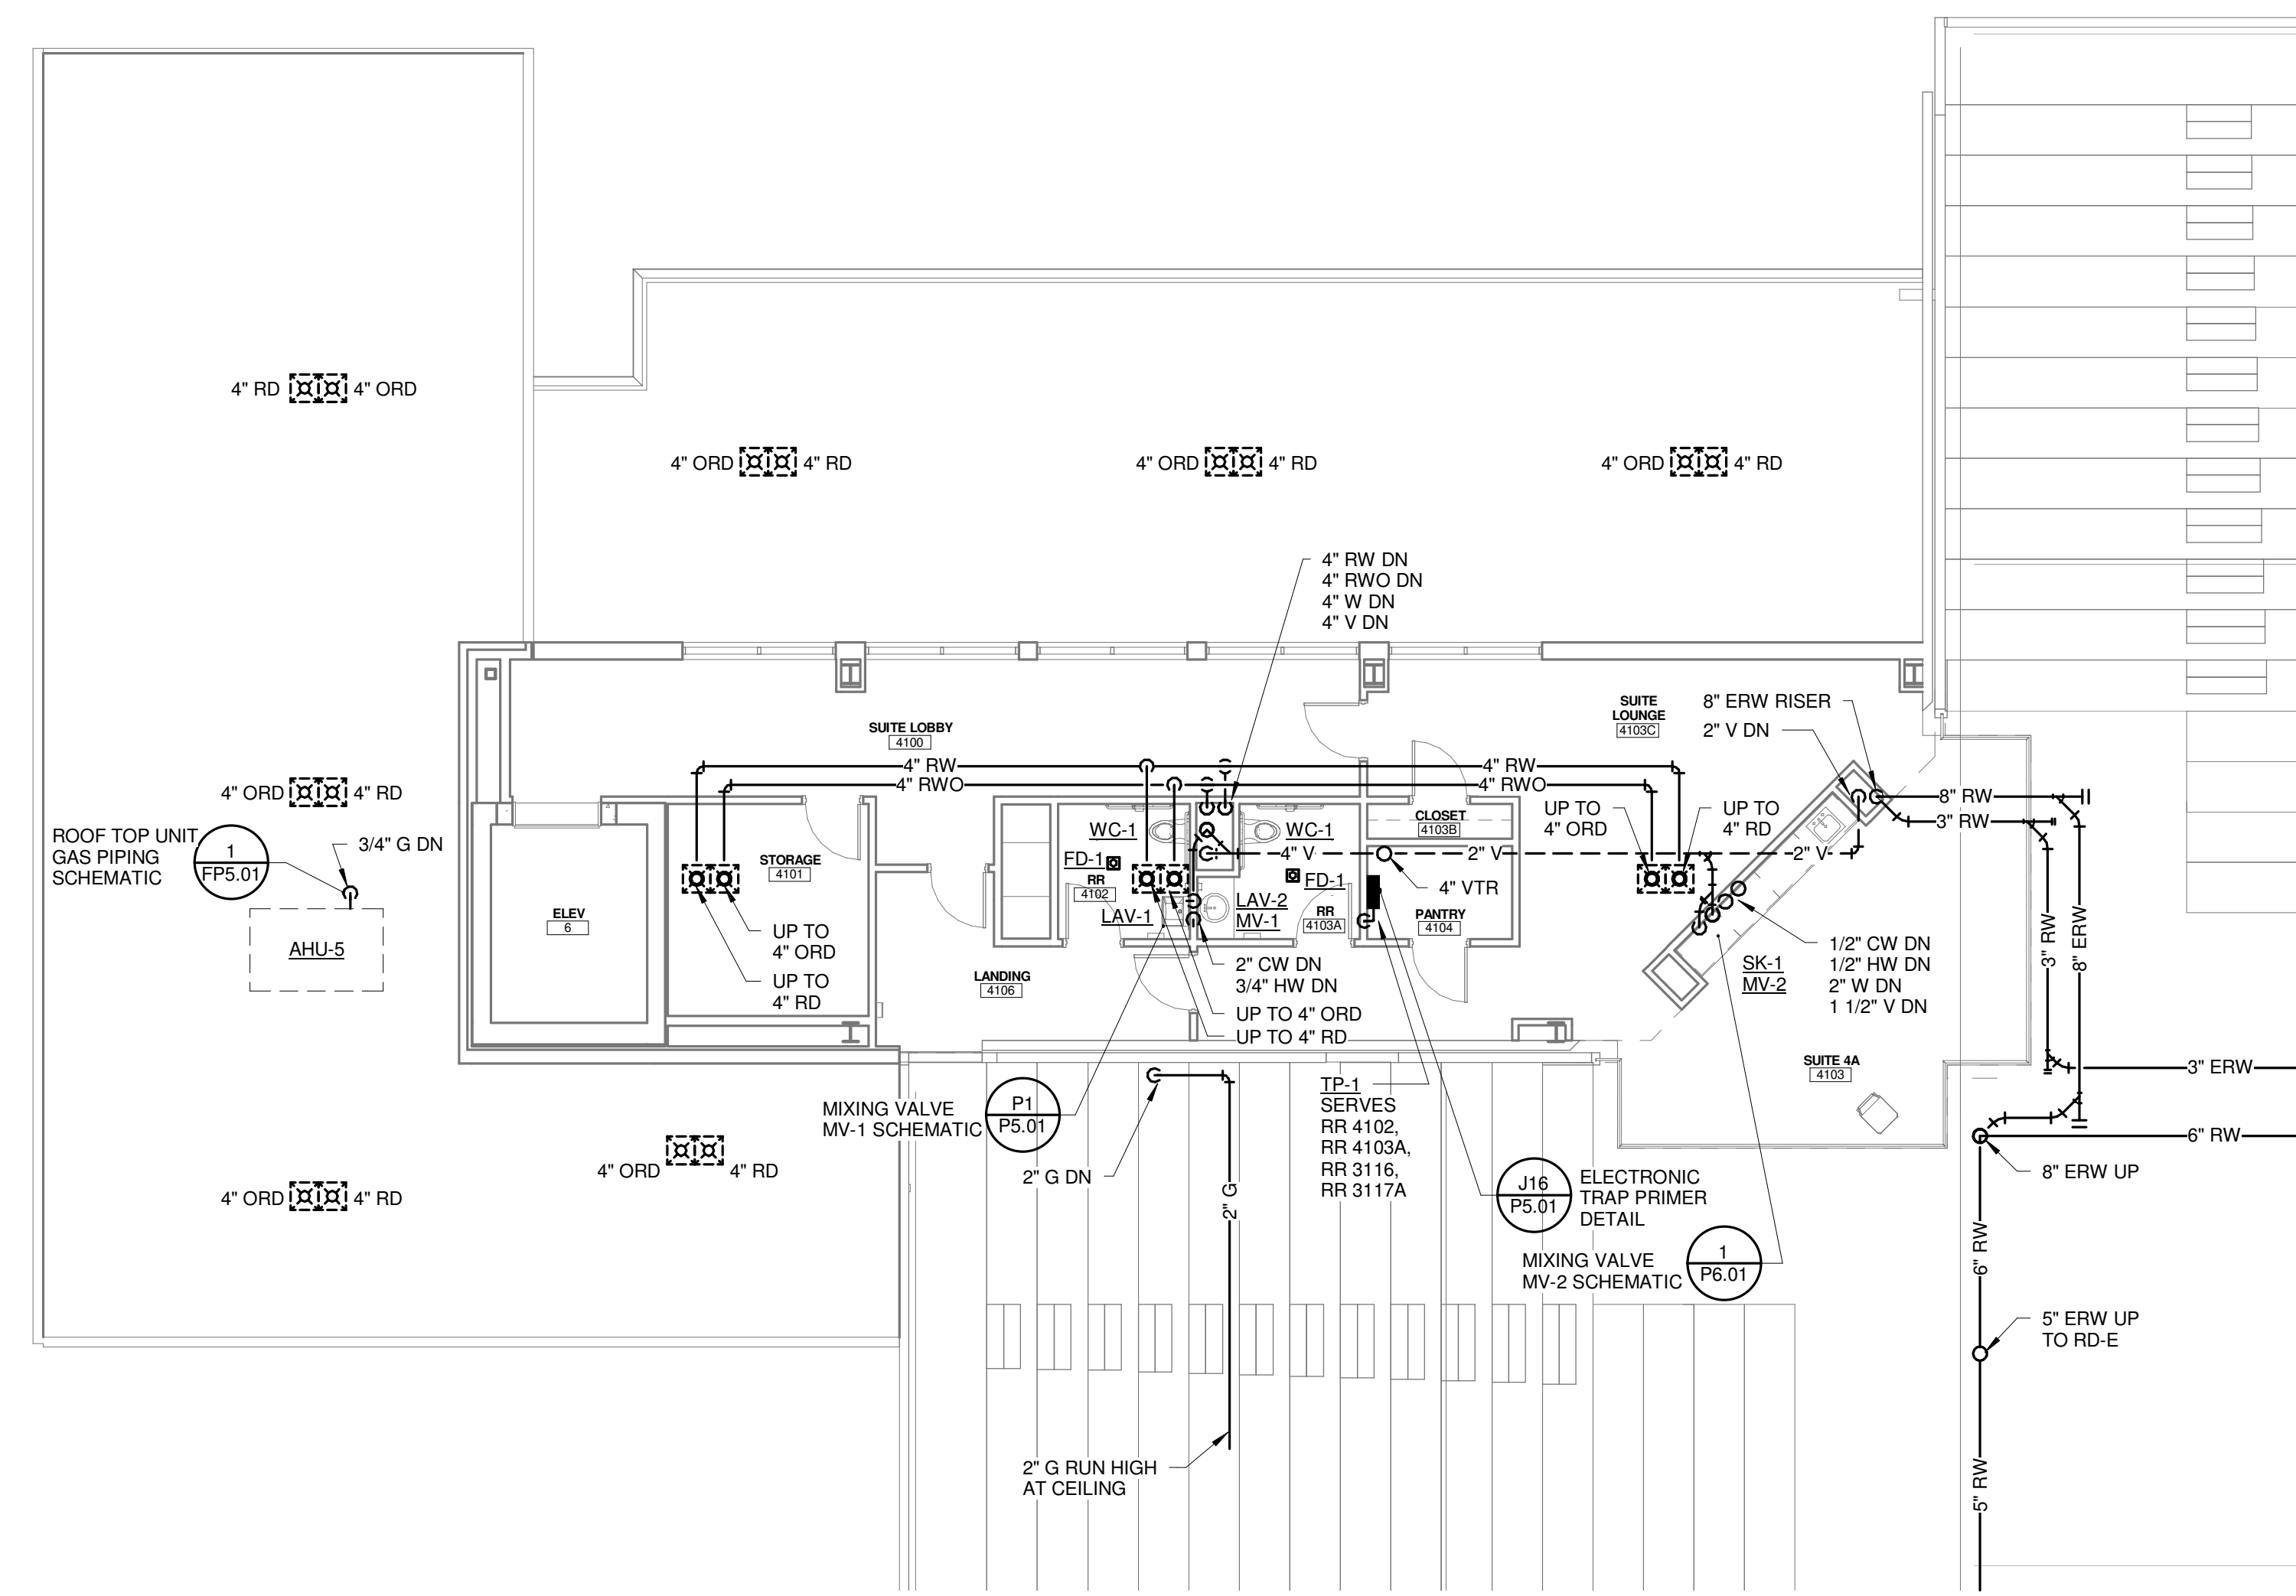 4" RD
4" ORD
4" ORD
4" RD
4" ORD
4" RD
4" ORD
4" RD
4" RW DN
4" RWO DN
4" W DN
4" V DN
SUITE LOBBY
4100
SUITE
LOUNGE
4103C
8" ERW RISER
2" V DN
4" RW
4" RW
4" RWO
4" RWO
8" RW
3" RW
4" ORD
4" RD
ROOF TOP UNIT
GAS PIPING
SCHEMATIC
1
FP5.01
3/4" G DN
AHU-5
ELEV
6
STORAGE
4101
UP TO
4" ORD
UP TO
4" RD
WC-1
FD-1
RR
4102
LAV-1
WC-1
4" V
FD-1
LAV-2
MV-1
RR
4103A
CLOSET
4103B
2" V
4" VTR
PANTRY
4104
UP TO
4" ORD
UP TO
4" RD
2" V
3" RW
8" ERW
LANDING
4106
2" CW DN
3/4" HW DN
UP TO 4" ORD
UP TO 4" RD
SK-1
MV-2
1/2" CW DN
1/2" HW DN
2" W DN
1 1/2" V DN
SUITE 4A
4103
3" ERW
6" RW
8" ERW UP
MIXING VALVE
MV-1 SCHEMATIC
P1
P5.01
TP-1
SERVES
RR 4102,
RR 4103A,
RR 3116,
RR 3117A
2" G DN
2" G
J16
P5.01
ELECTRONIC
TRAP PRIMER
DETAIL
4" ORD
4" RD
4" ORD
4" RD
MIXING VALVE
MV-2 SCHEMATIC
1
P6.01
6" RW
5" ERW UP
TO RD-E
2" G RUN HIGH
AT CEILING
5" RW